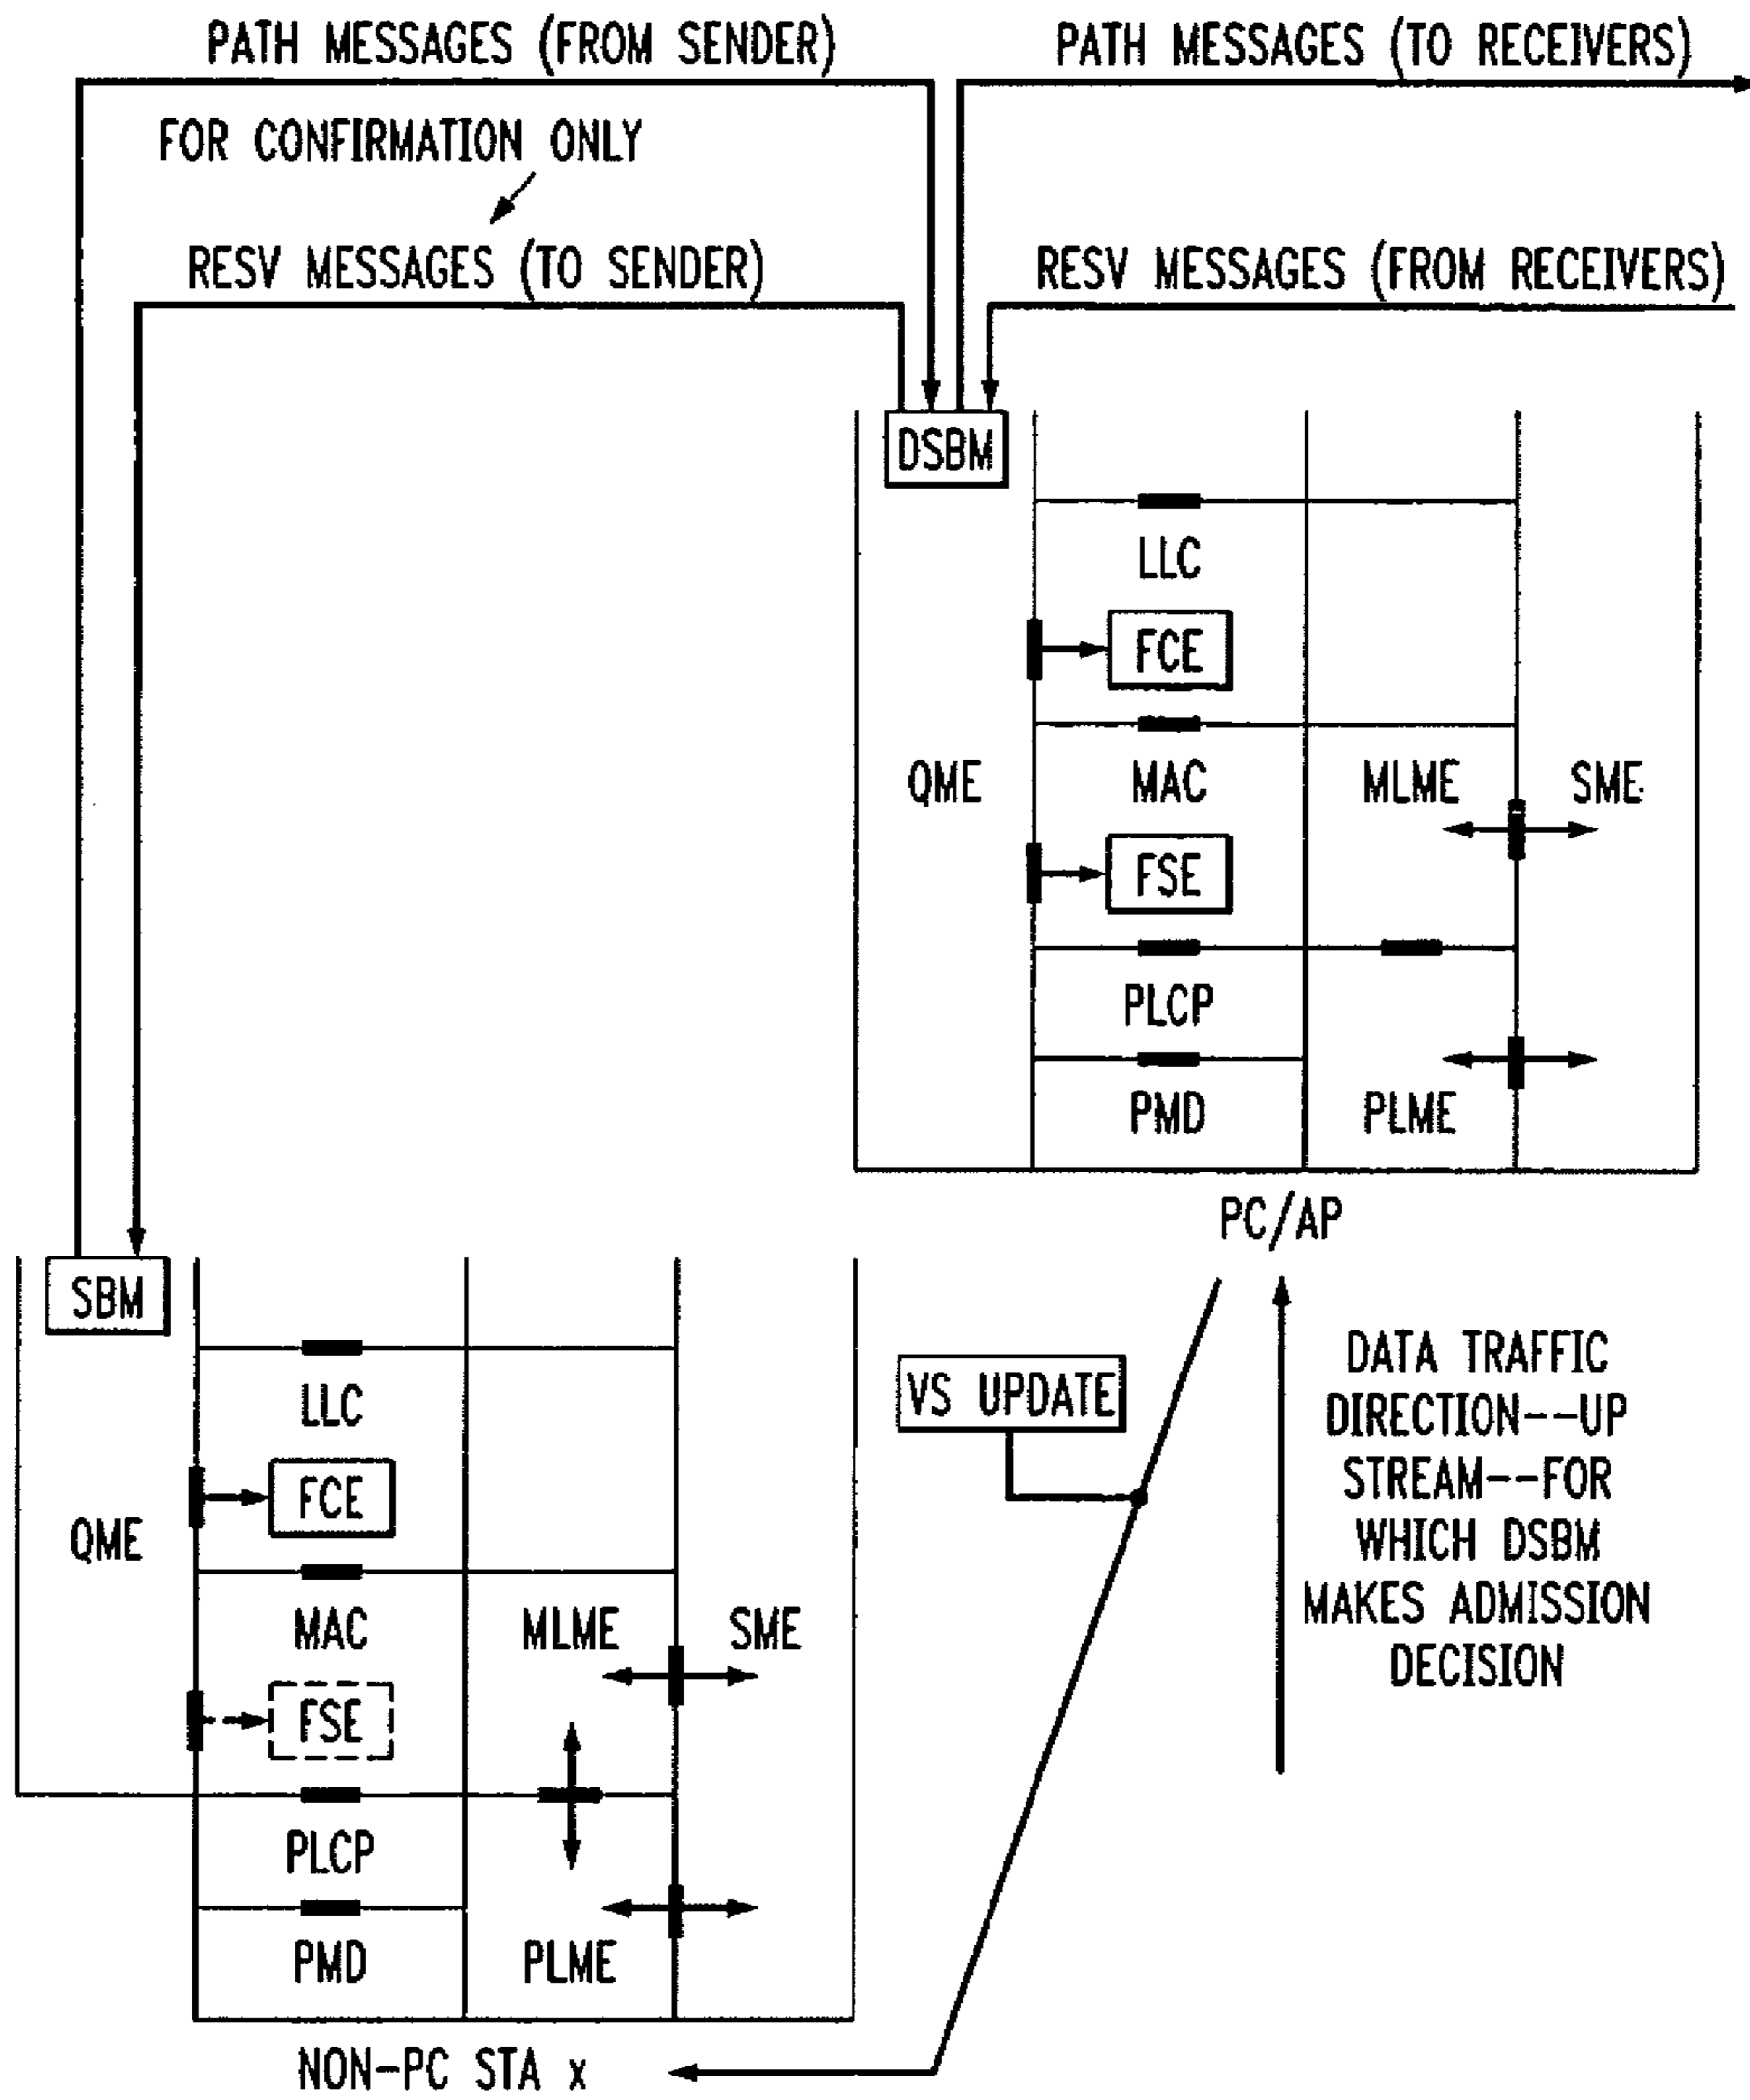 PATH MESSAGES (FROM SENDER)
PATH MESSAGES (TO RECEIVERS)
FOR CONFIRMATION ONLY
RESV MESSAGES (TO SENDER)
RESV MESSAGES (FROM RECEIVERS)
DSBM
LLC
FCE
QME
MAC
MLME
SME
FSE
PLCP
PMD
PLME
PC/AP
SBM
LLC
FCE
QME
MAC
MLME
SME
FSE
PLCP
PMD
PLME
NON-PC STA x
VS UPDATE
DATA TRAFFIC
DIRECTION--UP
STREAM--FOR
WHICH DSBM
MAKES ADMISSION
DECISION